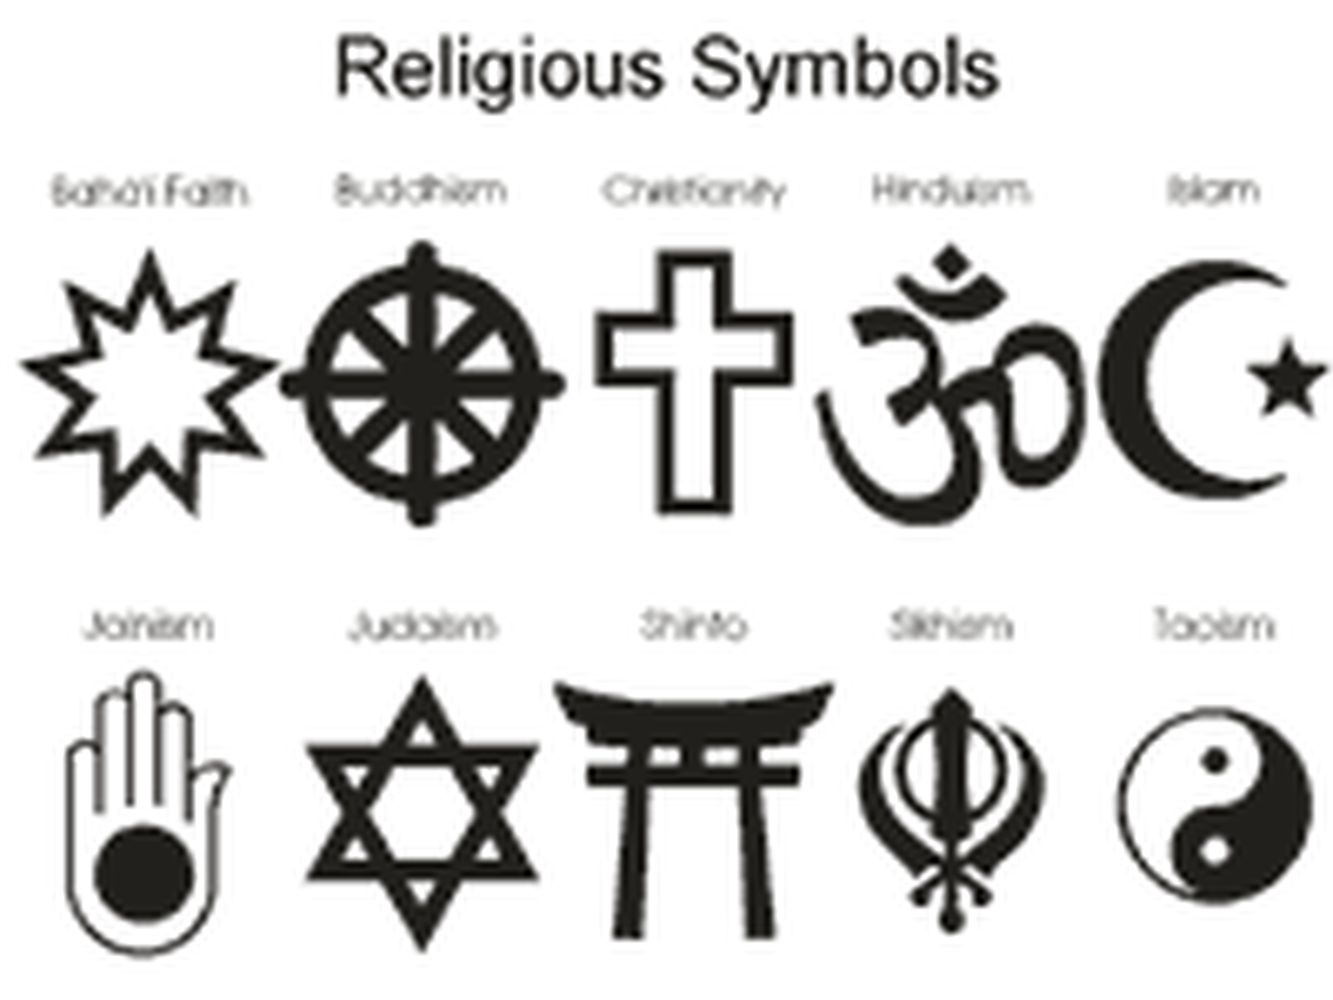 Religious Symbols
Baha'i Faith Buddhism Christianity Hinduism Islam
Jainism Judaism Shinto Sikhism Taoism